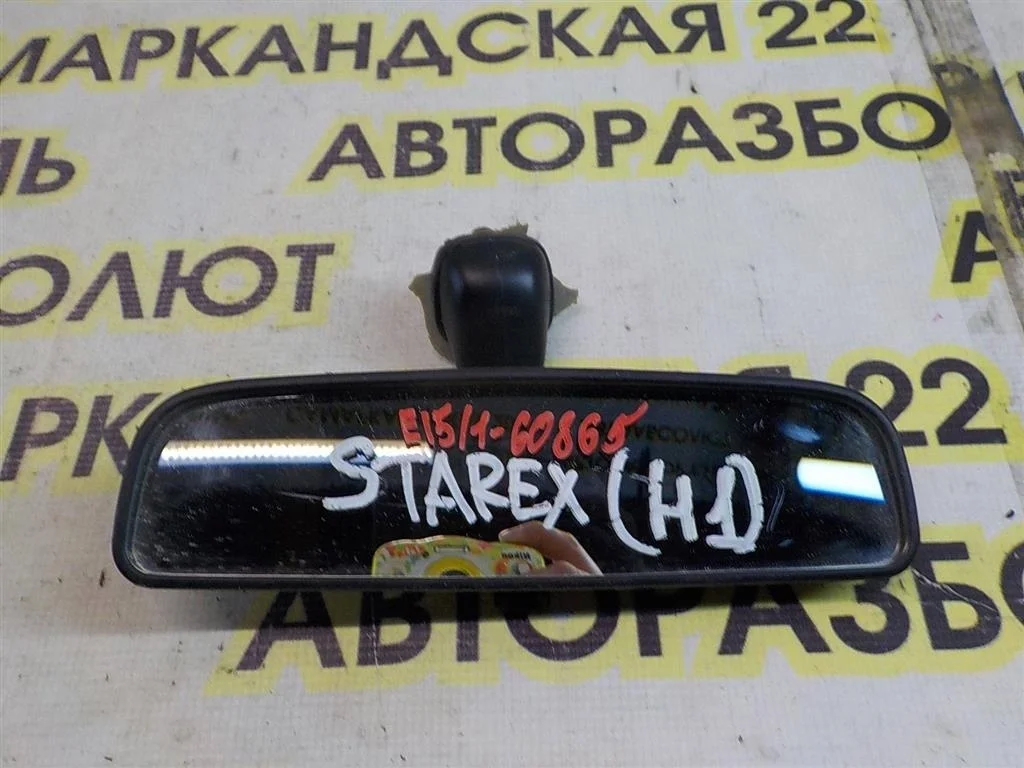 МАРКАНДСКАЯ 22
ЛЬ
АВТОРАЗБО
ОЛЮТ
А
РК
Я 22
E15/1-60865
STAREX (H1)
АВТОРАЗБО